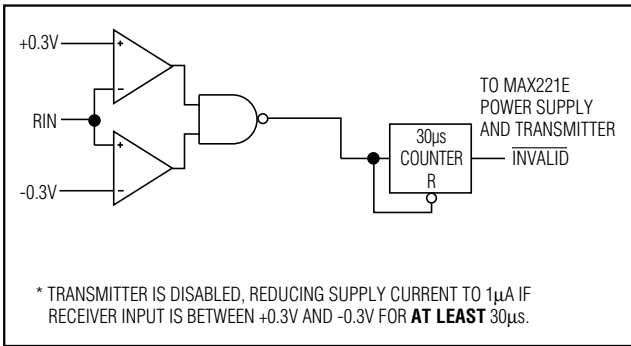 +0.3V
+
-
RIN
+
-
-0.3V
30µs
COUNTER
R
TO MAX221E
POWER SUPPLY
AND TRANSMITTER
INVALID
* TRANSMITTER IS DISABLED, REDUCING SUPPLY CURRENT TO 1µA IF
RECEIVER INPUT IS BETWEEN +0.3V AND -0.3V FOR AT LEAST 30µs.